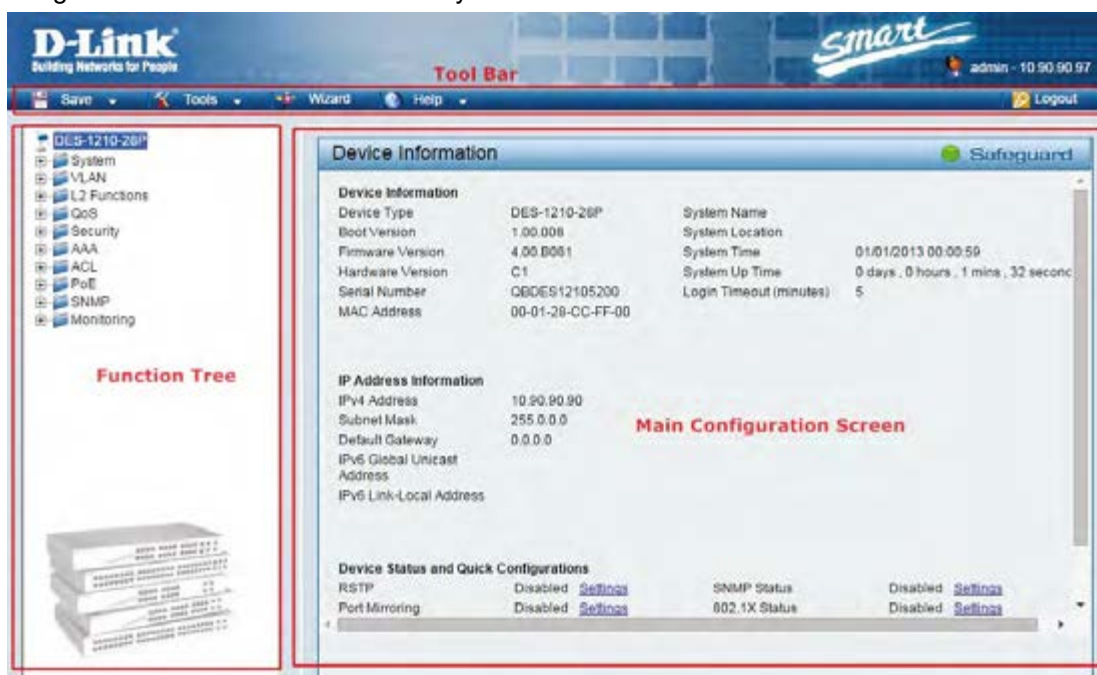 D-Link
Building Networks for People
smart
Tool Bar
admin - 10.90.90.97
Save Tools Wizard Help Logout
DES-1210-28P
System
VLAN
L2 Functions
QoS
Security
AAA
ACL
PoE
SNMP
Monitoring
Function Tree
Device Information Safeguard
Device Information
Device Type DES-1210-28P System Name
Boot Version 1.00.008 System Location
Firmware Version 4.00.B081 System Time 01/01/2013 00:00:59
Hardware Version C1 System Up Time 0 days , 0 hours , 1 mins , 32 seconc
Serial Number QBDES12105200 Login Timeout (minutes) 5
MAC Address 00-01-28-CC-FF-00
IP Address Information
IPv4 Address 10.90.90.90
Subnet Mask 255.0.0.0
Main Configuration Screen
Default Gateway 0.0.0.0
IPv6 Global Unicast
Address
IPv6 Link-Local Address
Device Status and Quick Configurations
RSTP Disabled Settings SNMP Status Disabled Settings
Port Mirroring Disabled Settings 802.1X Status Disabled Settings